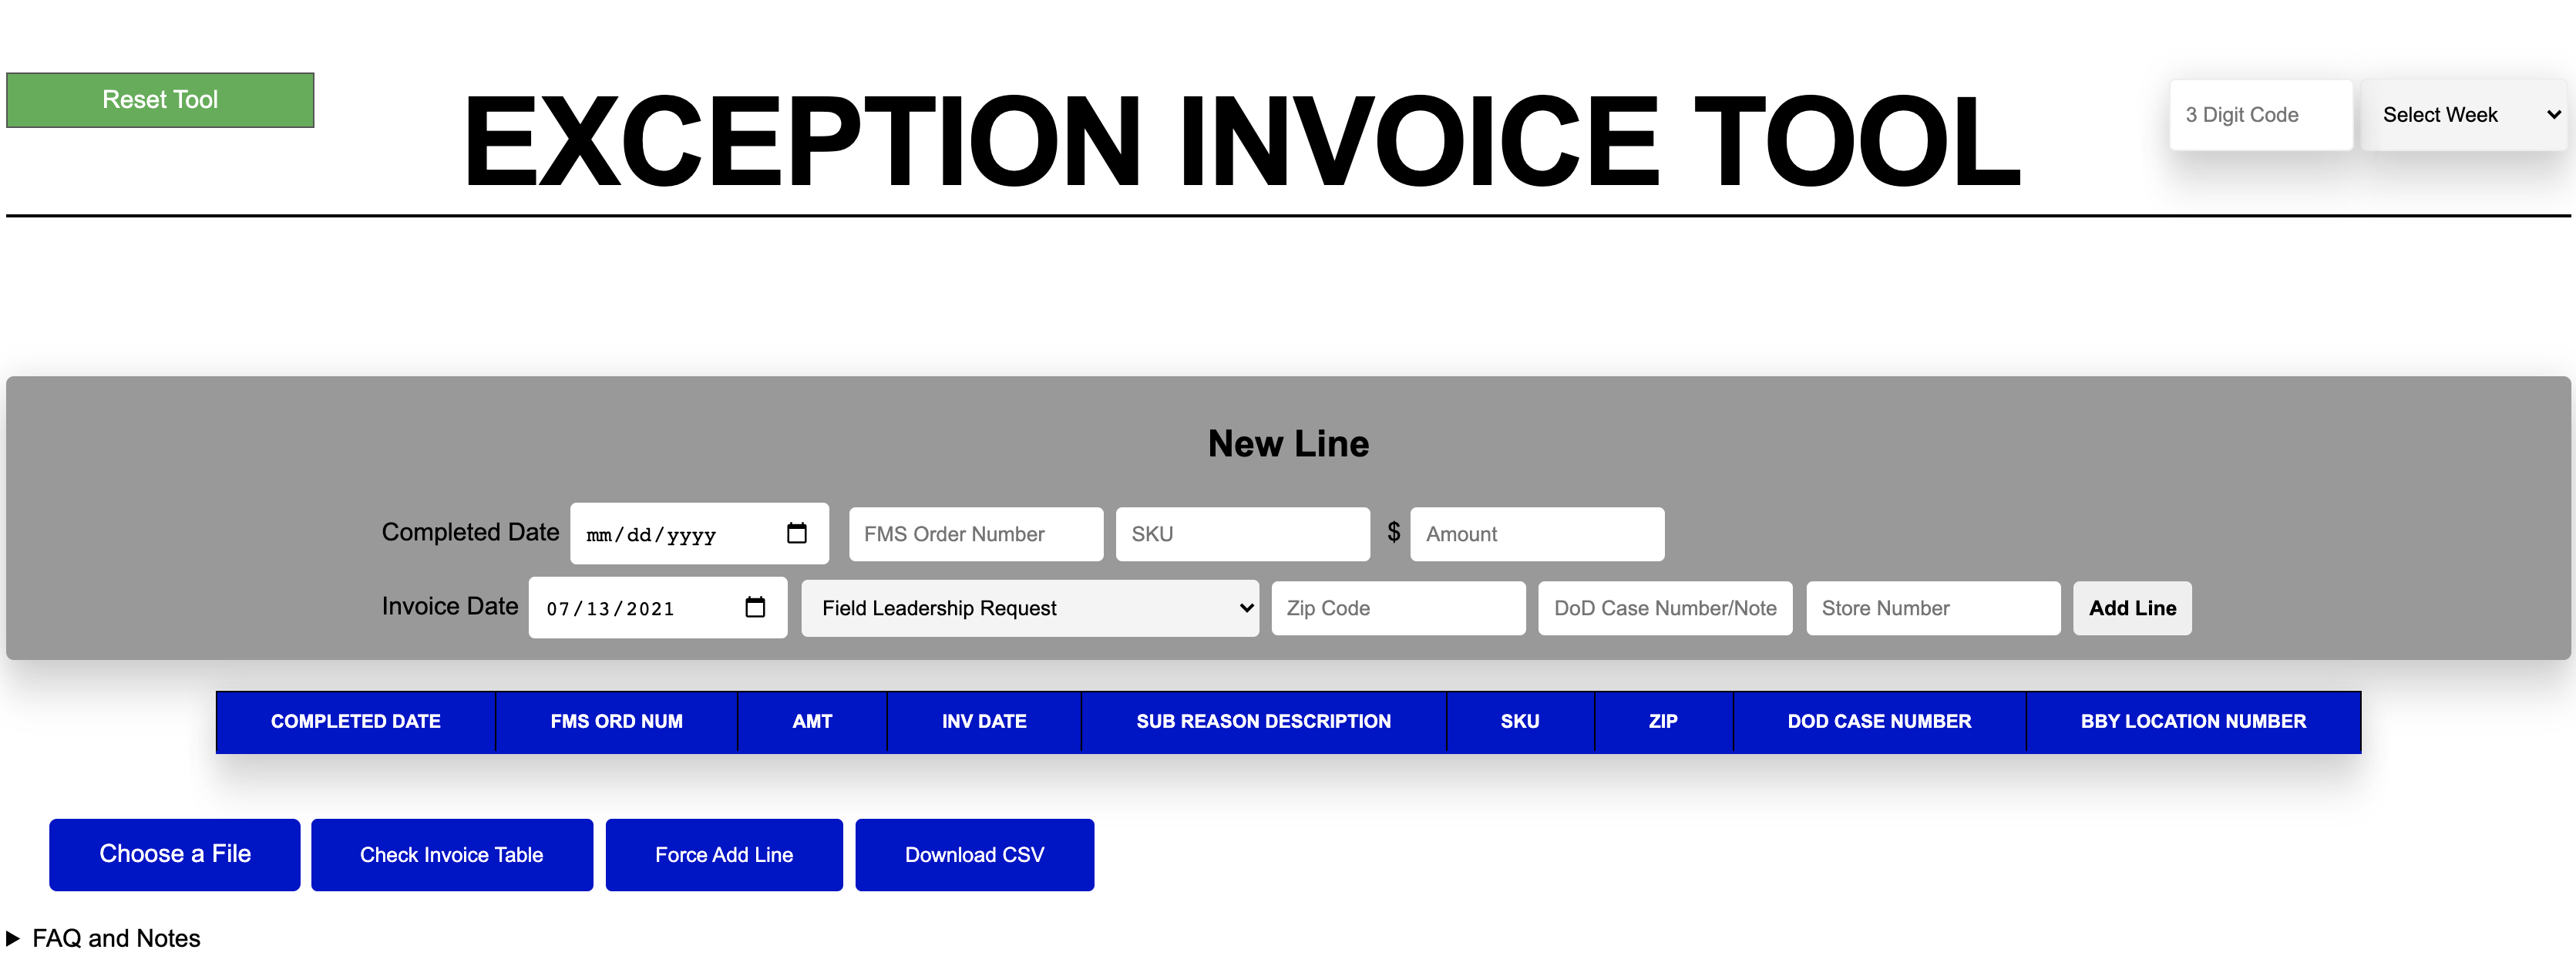 Reset Tool
EXCEPTION INVOICE TOOL
3 Digit Code
Select Week
New Line
Completed Date mm/dd/yyyy FMS Order Number SKU $ Amount
Invoice Date 07/13/2021 Field Leadership Request Zip Code DoD Case Number/Note Store Number Add Line
COMPLETED DATE FMS ORD NUM AMT INV DATE SUB REASON DESCRIPTION SKU ZIP DOD CASE NUMBER BBY LOCATION NUMBER
Choose a File Check Invoice Table Force Add Line Download CSV
FAQ and Notes